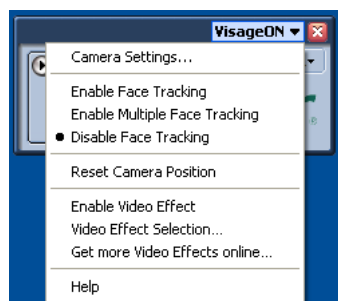 VisageON
Camera Settings...
Enable Face Tracking
Enable Multiple Face Tracking
Disable Face Tracking
Reset Camera Position
Enable Video Effect
Video Effect Selection...
Get more Video Effects online...
Help